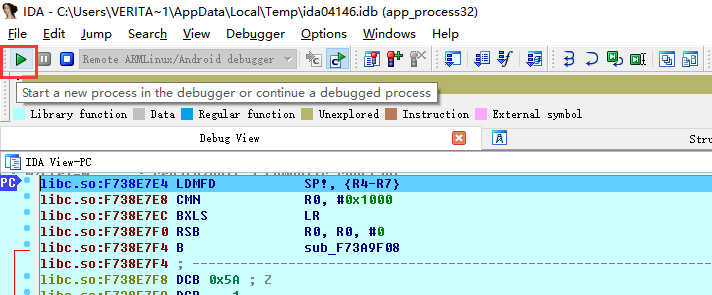 IDA - C:\Users\VERITA~1\AppData\Local\Temp\ida04146.idb (app_process32)
File Edit Jump Search View Debugger Options Windows Help
Remote ARMLinux/Android debugger
Start a new process in the debugger or continue a debugged process
Library function Data Regular function Unexplored Instruction External symbol
Debug View A Stru
IDA View-PC
PC libc.so:F738E7E4 LDMFD SP!, {R4-R7}
libc.so:F738E7E8 CMN R0, #0x1000
libc.so:F738E7EC BXLS LR
libc.so:F738E7F0 RSB R0, R0, #0
libc.so:F738E7F4 B sub_F73A9F08
libc.so:F738E7F4 ; ---------------------------------------------------------------
libc.so:F738E7F8 DCB 0x5A ; Z